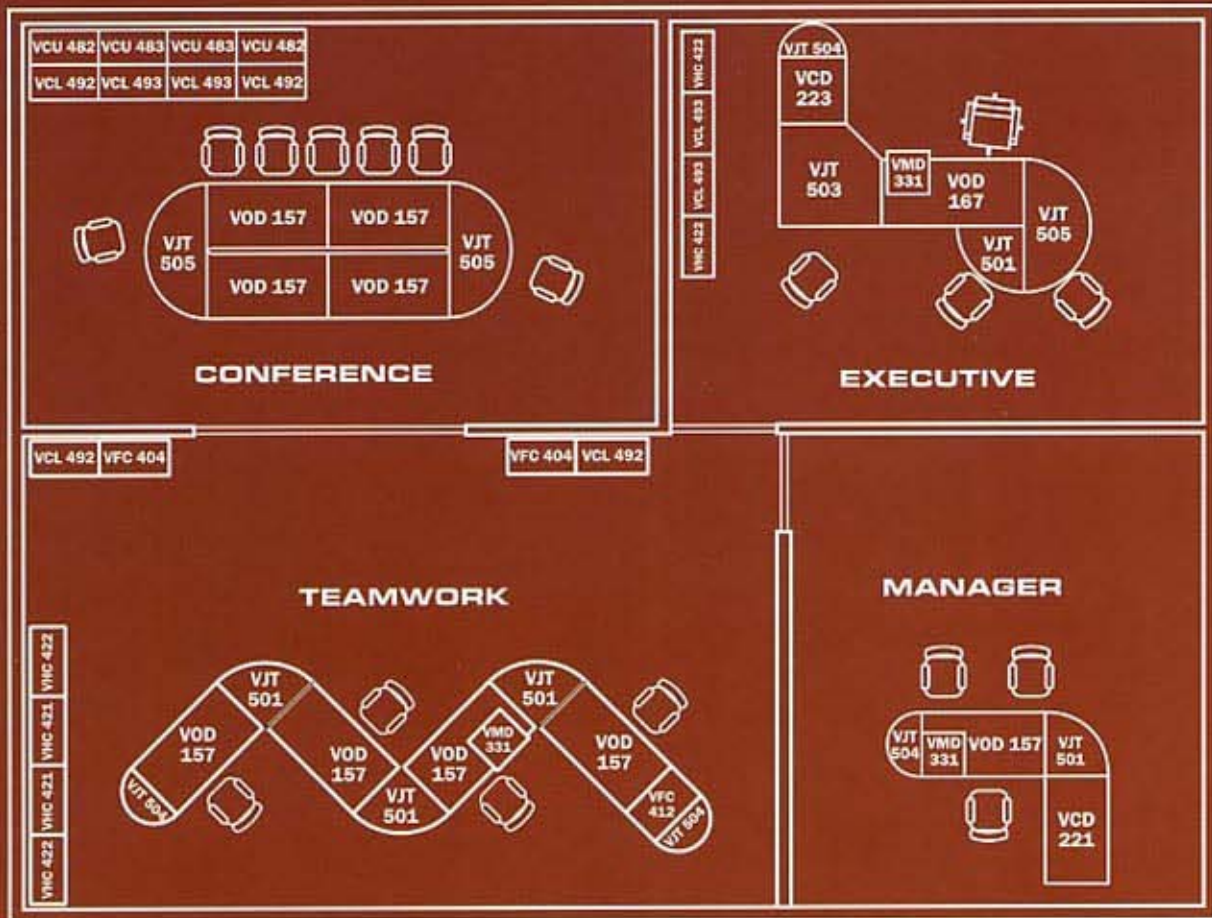 VCU 482 VCU 483 VCU 483 VCU 482
VCL 492 VCL 493 VCL 493 VCL 492
VOD 157 VOD 157
VJT
505
VJT
505
VOD 157 VOD 157
CONFERENCE
VHC 422
VCL 493
VCL 493
VHC 422
VJT 504
VCD
223
VJT
503
VMD
331
VOD
167
VJT
505
VJT
501
EXECUTIVE
VCL 492 VFC 404
VFC 404 VCL 492
TEAMWORK
VHC 422
VHC 421
VHC 421
VHC 422
VJT
501
VOD
157
VJT 504
VOD
157
VJT
501
VOD
157
VMD
331
VJT
501
VOD
157
VFC
412
VJT 504
MANAGER
VJT
504
VMD
331
VOD 157
VJT
501
VCD
221